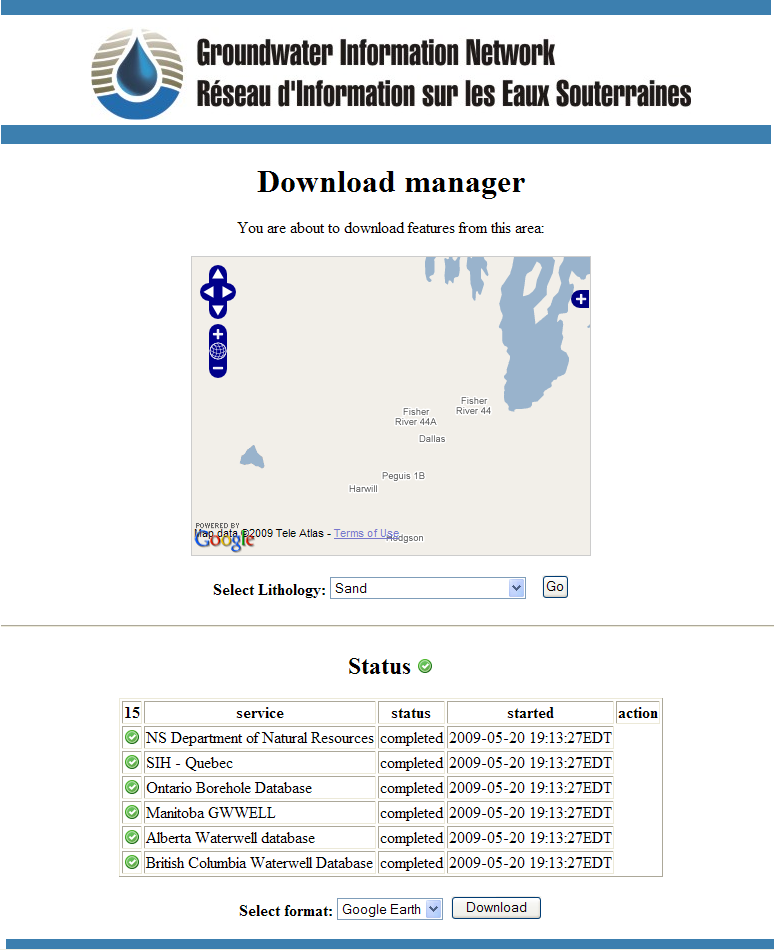 Groundwater Information Network
Réseau d'Information sur les Eaux Souterraines
Download manager
You are about to download features from this area:
Fisher
River 44
Fisher
River 44A
Dallas
Peguis 1B
Harwill
POWERED BY
Google
Map data ©2009 Tele Atlas - Terms of Use
Hodgson
Select Lithology: Sand Go
Status
15 service status started action
NS Department of Natural Resources completed 2009-05-20 19:13:27EDT
SIH - Quebec completed 2009-05-20 19:13:27EDT
Ontario Borehole Database completed 2009-05-20 19:13:27EDT
Manitoba GWWELL completed 2009-05-20 19:13:27EDT
Alberta Waterwell database completed 2009-05-20 19:13:27EDT
British Columbia Waterwell Database completed 2009-05-20 19:13:27EDT
Select format: Google Earth Download